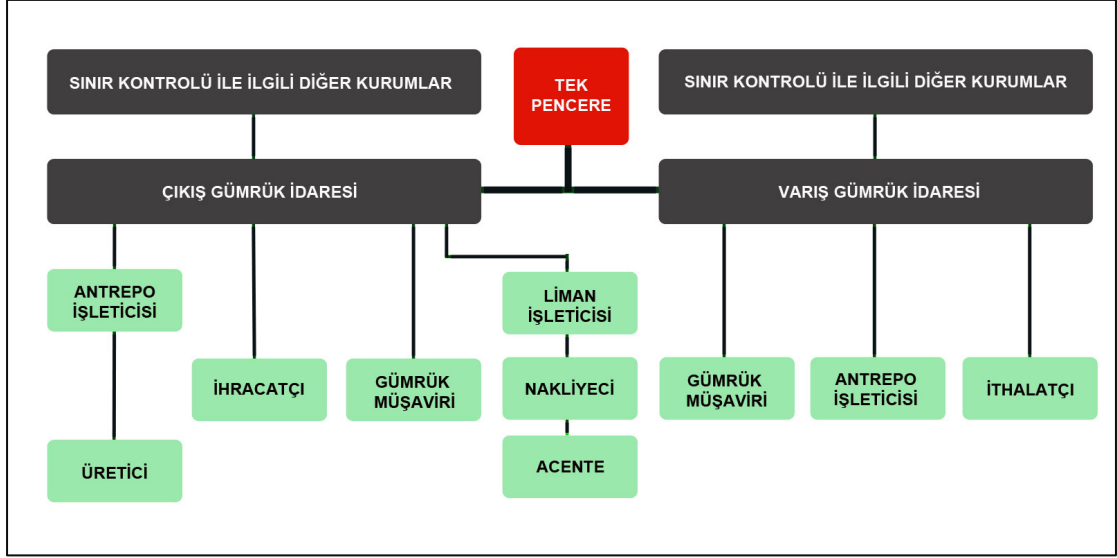 SINIR KONTROLÜ İLE İLGİLİ DİĞER KURUMLAR
TEK
PENCERE
SINIR KONTROLÜ İLE İLGİLİ DİĞER KURUMLAR
ÇIKIŞ GÜMRÜK İDARESİ
VARIŞ GÜMRÜK İDARESİ
ANTREPO
İŞLETİCİSİ
LİMAN
İŞLETİCİSİ
İHRACATÇI
GÜMRÜK
MÜŞAVİRİ
NAKLİYECİ
GÜMRÜK
MÜŞAVİRİ
ANTREPO
İŞLETİCİSİ
İTHALATÇI
ÜRETİCİ
ACENTE